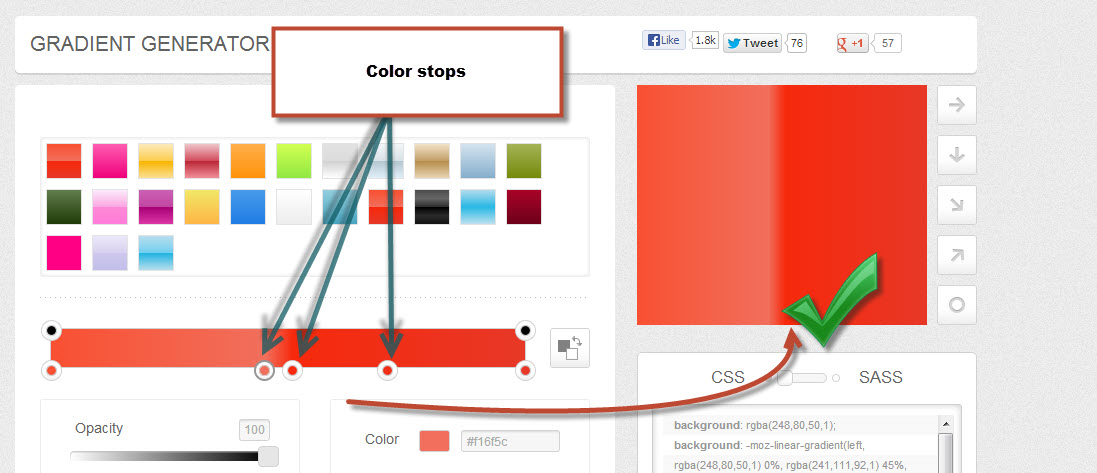 GRADIENT GENERATOR
Color stops
Like 1.8k
Tweet 76
+1 57
Opacity 100
Color #f16f5c
CSS SASS
background: rgba(248,80,50,1);
background: -moz-linear-gradient(left,
rgba(248,80,50,1) 0%, rgba(241,111,92,1) 45%,